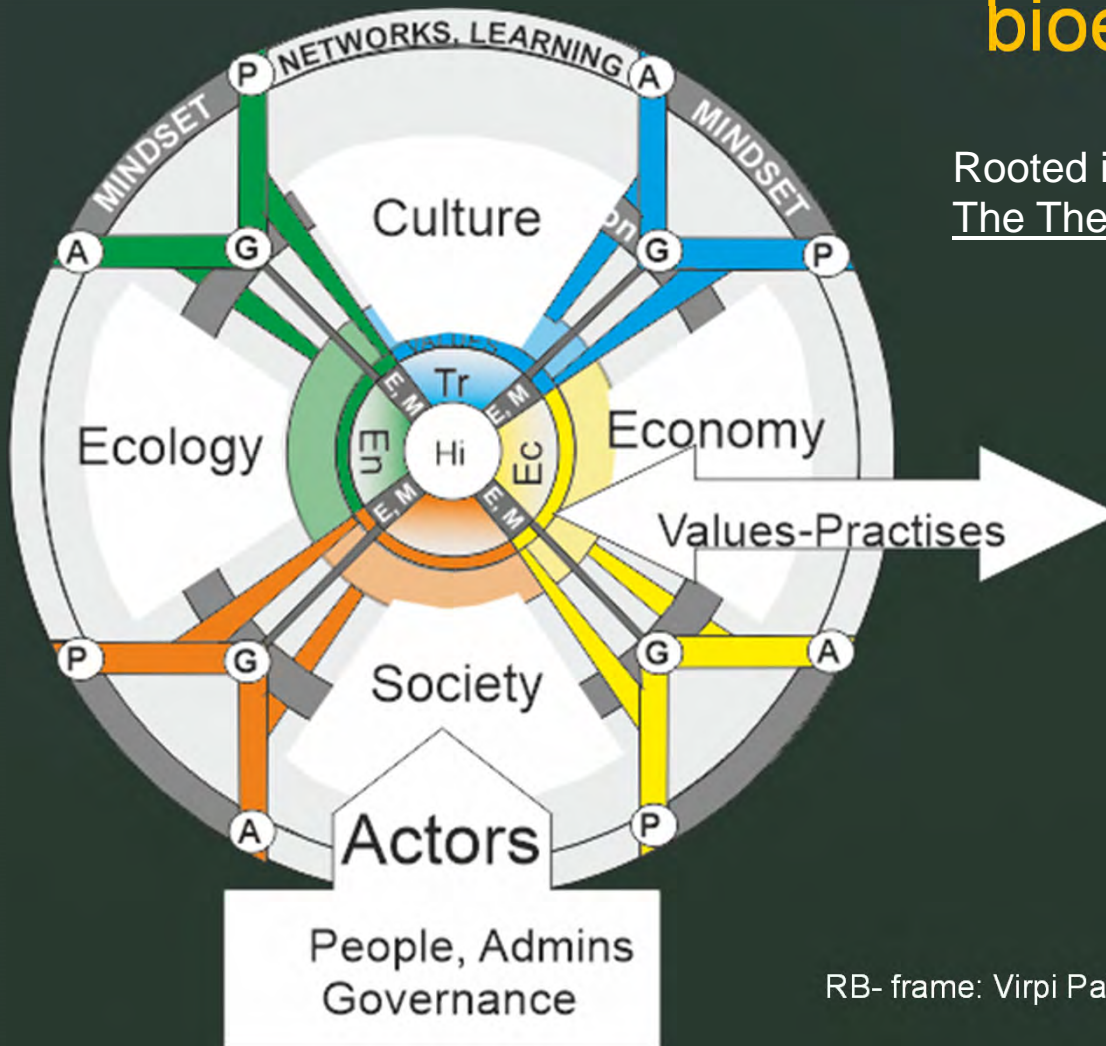 bioe
Rooted i
The The
NETWORKS, LEARNING
P
A
MINDSET
MINDSET
A
G
G
P
on
Culture
Tr
E, M
E, M
Ecology
En
Hi
Ec
Economy
E, M
E, M
Values-Practises
P
G
G
A
Society
A
P
Actors
People, Admins
Governance
RB- frame: Virpi Pa